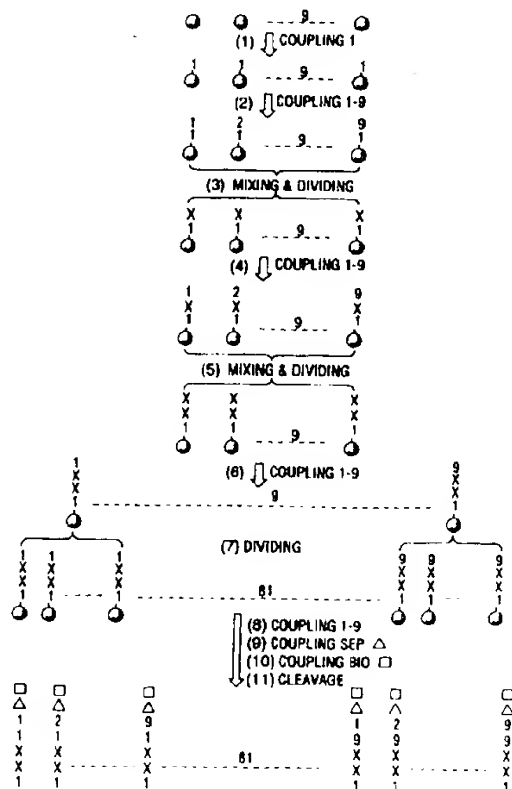 9
(1) COUPLING 1
1 1 9 1
(2) COUPLING 1-9
1 2 9
1 1 9 1
(3) MIXING & DIVIDING
X X X
1 1 9 1
(4) COUPLING 1-9
1 2 9
X X X
1 1 9 1
(5) MIXING & DIVIDING
X X X
X X X
1 1 9 1
(6) COUPLING 1-9
1 9
X X
X 9 X
1 1
(7) DIVIDING
1 1 1 9 9 9
X X X X X X
X X X X X X
1 1 1 81 1 1 1
(8) COUPLING 1-9
(9) COUPLING SEP △
(10) COUPLING BIO □
(11) CLEAVAGE
1 2 9 1 2 9
1 1 1 9 9 9
X X X X X X
X X X 81 X X X
1 1 1 1 1 1